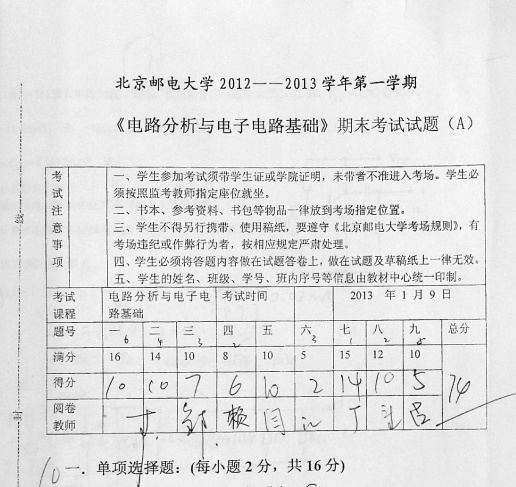 北京邮电大学2012——2013学年第一学期
《电路分析与电子电路基础》期末考试试题（A）
考试注意事项
一、学生参加考试须带学生证或学院证明，未带者不准进入考场。学生必
须按照监考教师指定座位就坐。
二、书本、参考资料、书包等物品一律放到考场指定位置。
三、学生不得另行携带、使用稿纸，要遵守《北京邮电大学考场规则》，有
考场违纪或作弊行为者，按相应规定严肃处理。
四、学生必须将答题内容做在试题答卷上，做在试题及草稿纸上一律无效。
五、学生的姓名、班级、学号、班内序号等信息由教材中心统一印制。
考试课程 电路分析与电子电路基础 考试时间 2013 年 1 月 9 日
题号 一 二 三 四 五 六 七 八 九 总分
6 4 3 2 3 1 2 5
满分 16 14 10 8 10 5 15 12 10
得分 10 10 7 6 10 2 14 10 5 74
阅卷教师 赖 闫 丁 吕
线
封
10 一．单项选择题：(每小题 2 分，共 16 分)